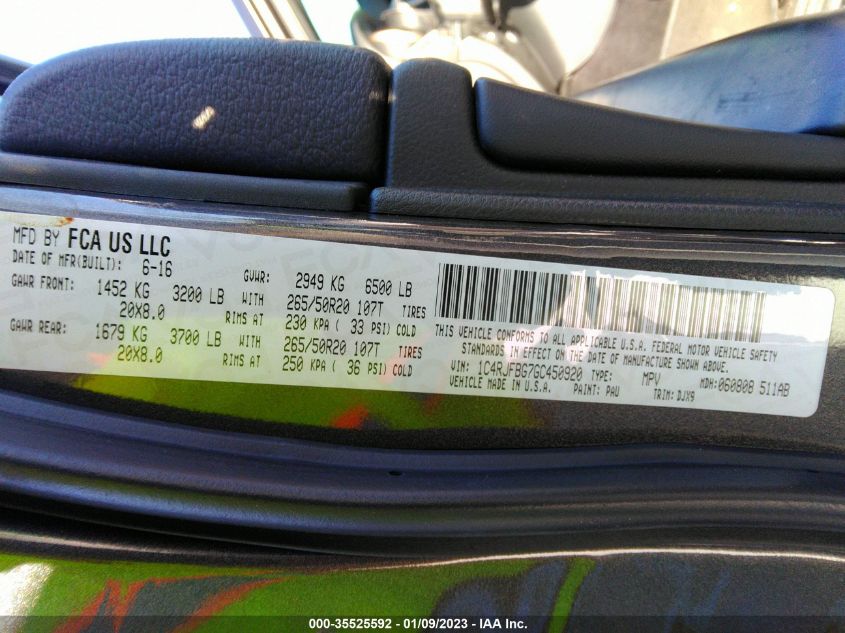 MFD BY FCA US LLC
DATE OF MFR(BUILT): 6-16 GVWR: 2949 KG 6500 LB
GAWR FRONT: 1452 KG 3200 LB WITH 265/50R20 107T TIRES
20X8.0 RIMS AT 230 KPA ( 33 PSI) COLD
GAWR REAR: 1679 KG 3700 LB WITH 265/50R20 107T TIRES
20X8.0 RIMS AT 250 KPA ( 36 PSI) COLD
THIS VEHICLE CONFORMS TO ALL APPLICABLE U.S.A. FEDERAL MOTOR VEHICLE SAFETY
STANDARDS IN EFFECT ON THE DATE OF MANUFACTURE SHOWN ABOVE.
VIN: 1C4RJFBG7GC450920 TYPE: MPV MDH:060808 511AB
VEHICLE MADE IN U.S.A. PAINT: PAU TRIM: DJX9
000-35525592 - 01/09/2023 - IAA Inc.